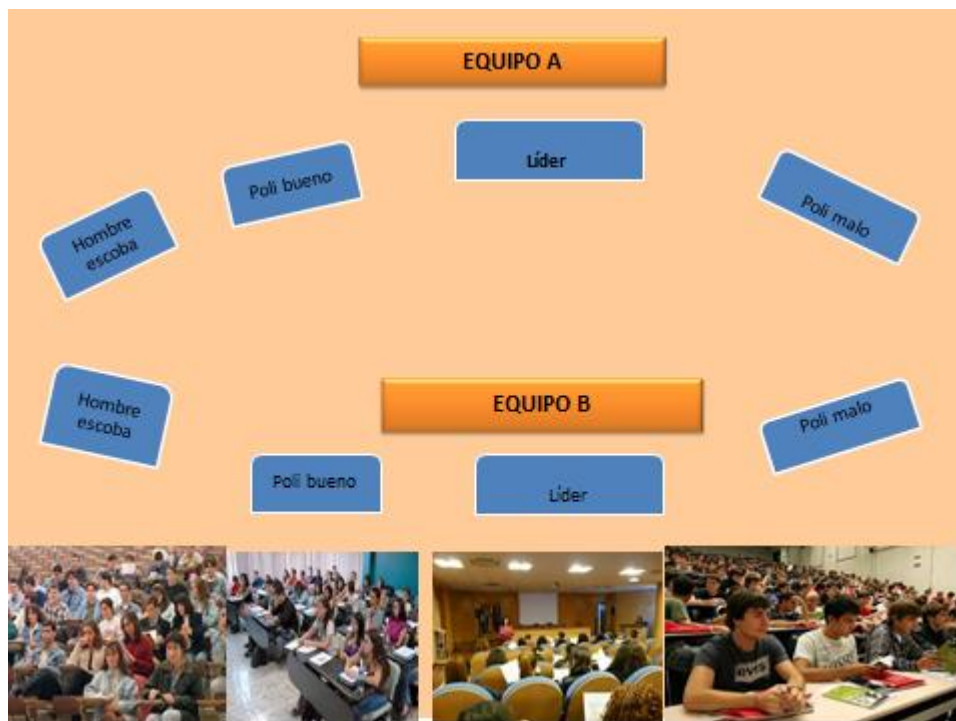 EQUIPO A
Líder
Poli bueno
Poli malo
Hombre
escoba
Hombre
escoba
EQUIPO B
Poli malo
Poli bueno
Líder